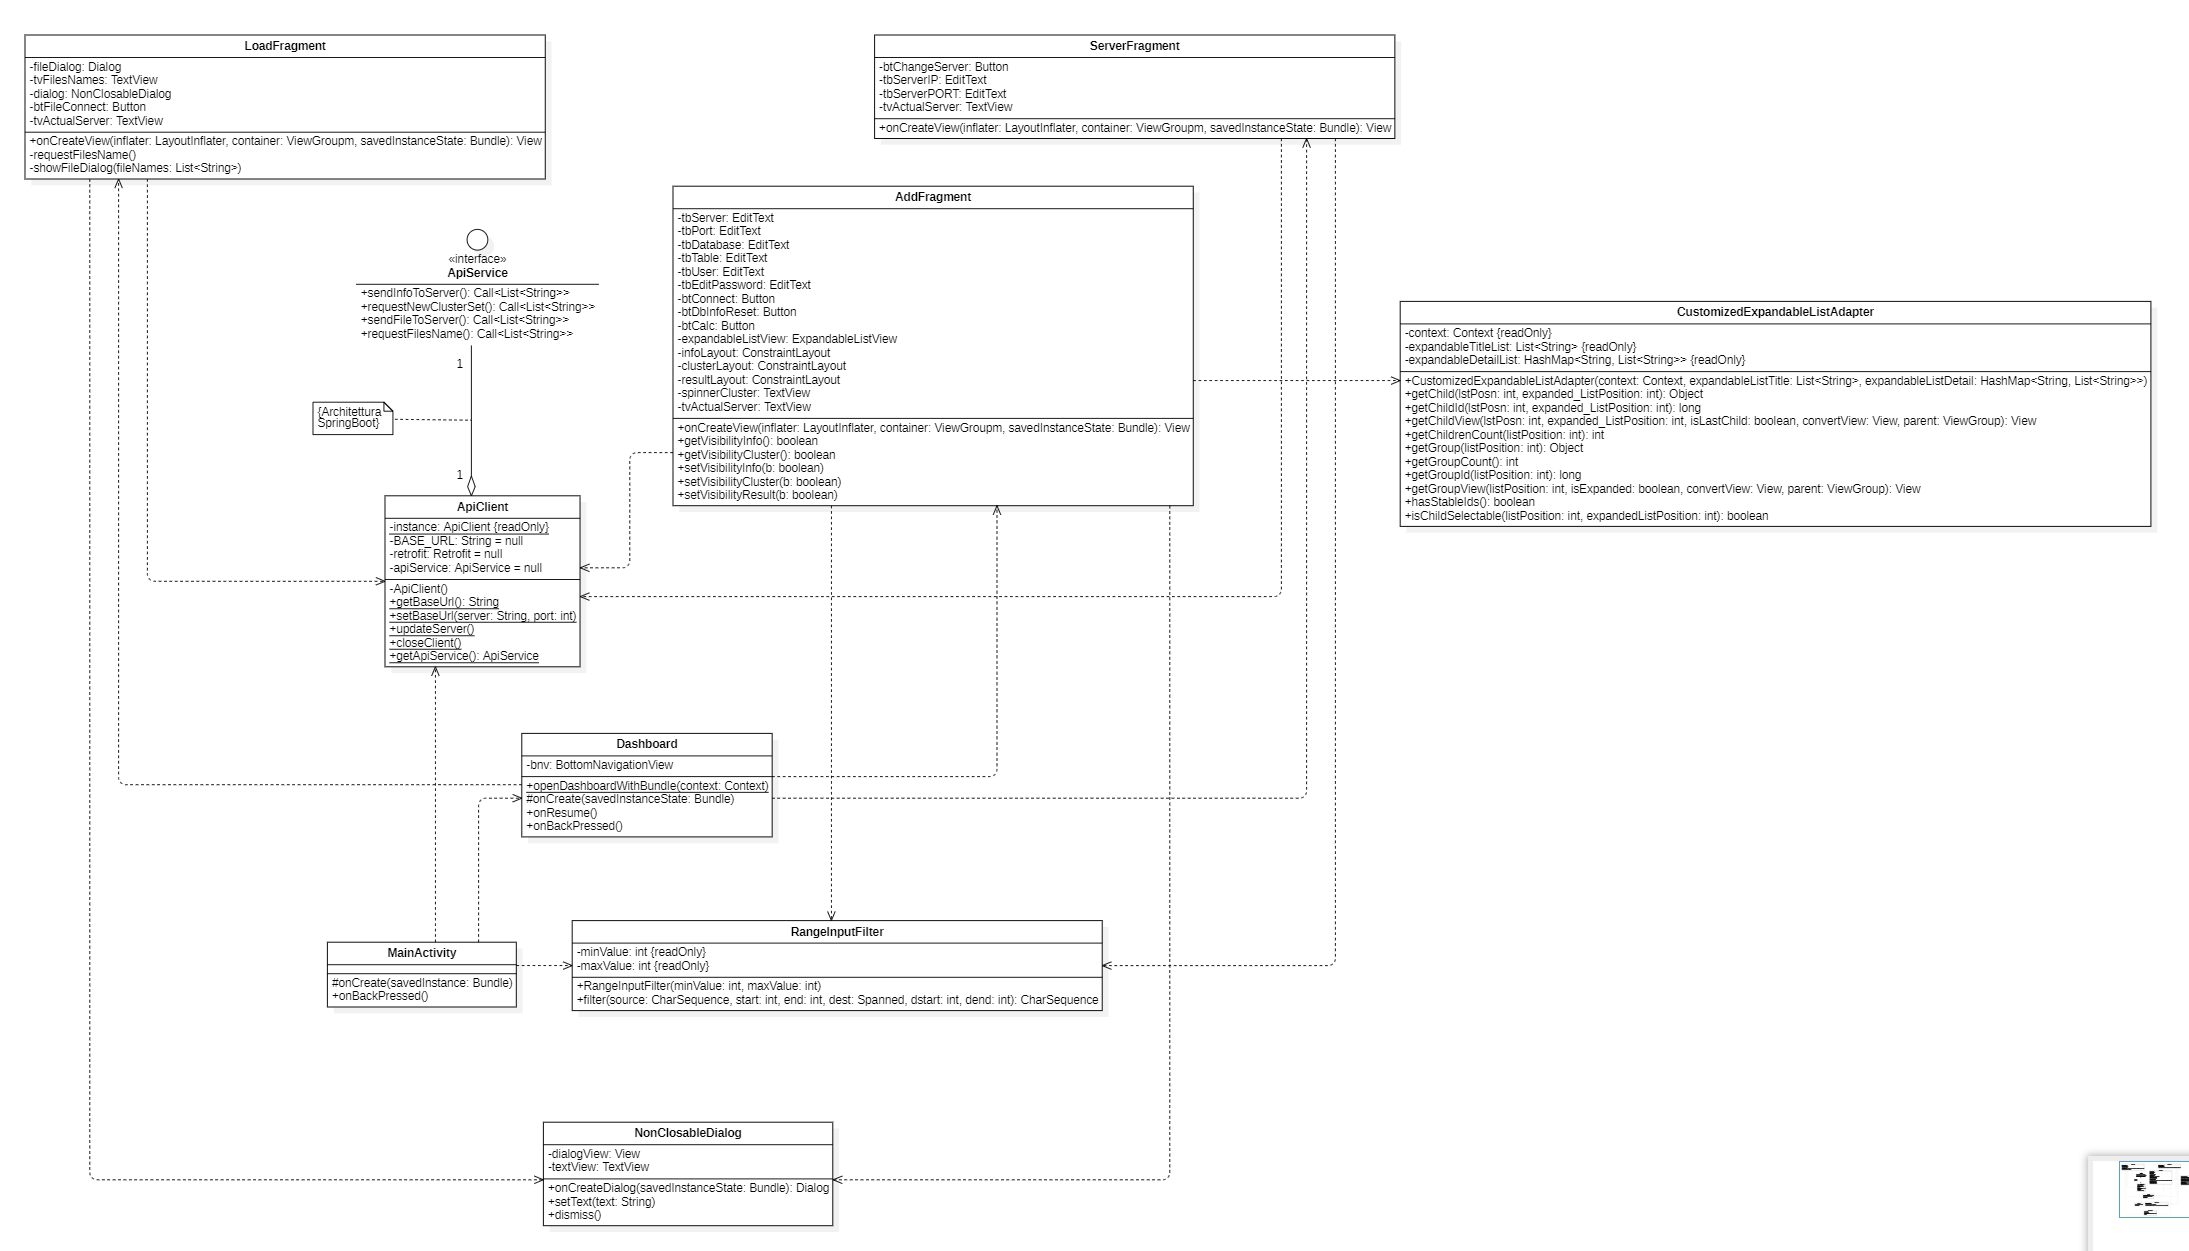 LoadFragment
-fileDialog: Dialog
-tvFilesNames: TextView
-dialog: NonClosableDialog
-btFileConnect: Button
-tvActualServer: TextView
+onCreateView(inflater: LayoutInflater, container: ViewGroupm, savedInstanceState: Bundle): View
-requestFilesName()
-showFileDialog(fileNames: List<String>)
ServerFragment
-btChangeServer: Button
-tbServerIP: EditText
-tbServerPORT: EditText
-tvActualServer: TextView
+onCreateView(inflater: LayoutInflater, container: ViewGroupm, savedInstanceState: Bundle): View
AddFragment
-tbServer: EditText
-tbPort: EditText
-tbDatabase: EditText
-tbTable: EditText
-tbUser: EditText
-tbEditPassword: EditText
-btConnect: Button
-btDbInfoReset: Button
-btCalc: Button
-expandableListView: ExpandableListView
-infoLayout: ConstraintLayout
-clusterLayout: ConstraintLayout
-resultLayout: ConstraintLayout
-spinnerCluster: TextView
-tvActualServer: TextView
+onCreateView(inflater: LayoutInflater, container: ViewGroupm, savedInstanceState: Bundle): View
+getVisibilityInfo(): boolean
+getVisibilityCluster(): boolean
+setVisibilityInfo(b: boolean)
+setVisibilityCluster(b: boolean)
+setVisibilityResult(b: boolean)
«interface»
ApiService
+sendInfoToServer(): Call<List<String>>
+requestNewClusterSet(): Call<List<String>>
+sendFileToServer(): Call<List<String>>
+requestFilesName(): Call<List<String>>
1
{Architettura
SpringBoot}
1
CustomizedExpandableListAdapter
-context: Context {readOnly}
-expandableTitleList: List<String> {readOnly}
-expandableDetailList: HashMap<String, List<String>> {readOnly}
+CustomizedExpandableListAdapter(context: Context, expandableListTitle: List<String>, expandableListDetail: HashMap<String, List<String>>)
+getChild(lstPosn: int, expanded_ListPosition: int): Object
+getChildId(lstPosn: int, expanded_ListPosition: int): long
+getChildView(lstPosn: int, expanded_ListPosition: int, isLastChild: boolean, convertView: View, parent: ViewGroup): View
+getChildrenCount(listPosition: int): int
+getGroup(listPosition: int): Object
+getGroupCount(): int
+getGroupId(listPosition: int): long
+getGroupView(listPosition: int, isExpanded: boolean, convertView: View, parent: ViewGroup): View
+hasStableIds(): boolean
+isChildSelectable(listPosition: int, expandedListPosition: int): boolean
ApiClient
-instance: ApiClient {readOnly}
-BASE_URL: String = null
-retrofit: Retrofit = null
-apiService: ApiService = null
-ApiClient()
+getBaseUrl(): String
+setBaseUrl(server: String, port: int)
+updateServer()
+closeClient()
+getApiService(): ApiService
Dashboard
-bnv: BottomNavigationView
+openDashboardWithBundle(context: Context)
#onCreate(savedInstanceState: Bundle)
+onResume()
+onBackPressed()
MainActivity
#onCreate(savedInstance: Bundle)
+onBackPressed()
RangeInputFilter
-minValue: int {readOnly}
-maxValue: int {readOnly}
+RangeInputFilter(minValue: int, maxValue: int)
+filter(source: CharSequence, start: int, end: int, dest: Spanned, dstart: int, dend: int): CharSequence
NonClosableDialog
-dialogView: View
-textView: TextView
+onCreateDialog(savedInstanceState: Bundle): Dialog
+setText(text: String)
+dismiss()